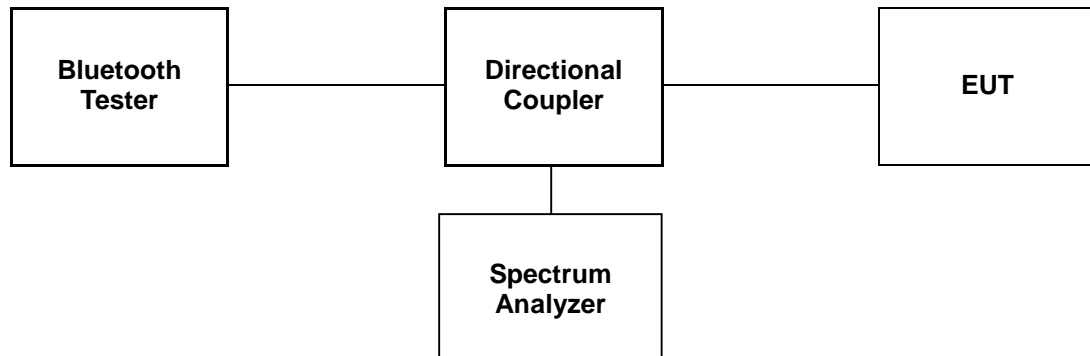 Bluetooth
Tester
Directional
Coupler
EUT
Spectrum
Analyzer